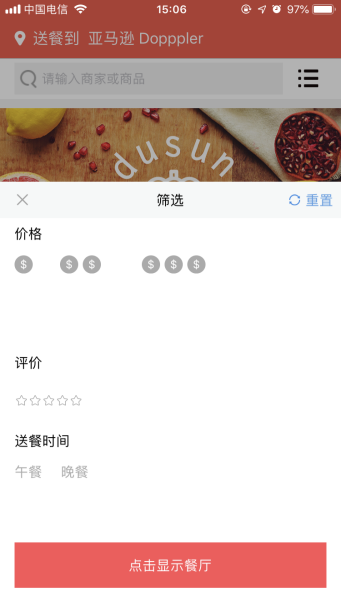 中国电信 15:06 97%
送餐到 亚马逊 Dopppler
请输入商家或商品
dusun
筛选 重置
价格
$ $ $ $ $ $
评价
送餐时间
午餐 晚餐
点击显示餐厅